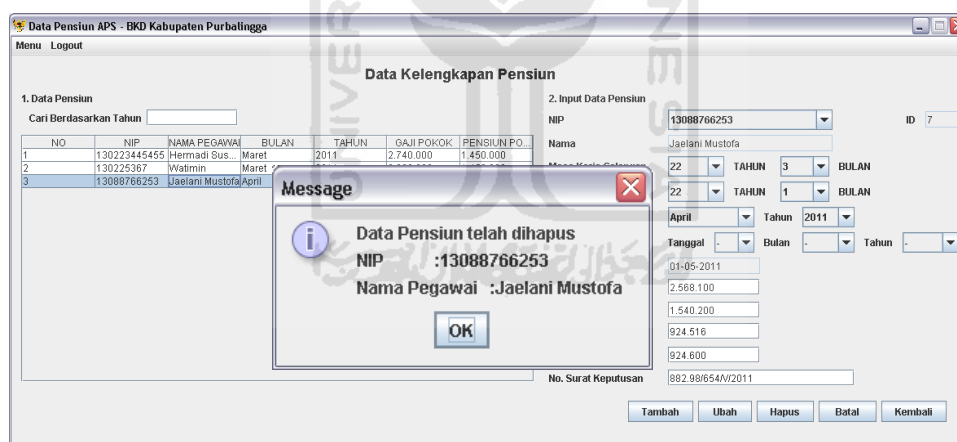 Data Pensiun APS - BKD Kabupaten Purbalingga
Menu Logout
Data Kelengkapan Pensiun
1. Data Pensiun
Cari Berdasarkan Tahun
NO NIP NAMA PEGAWAI BULAN TAHUN GAJI POKOK PENSIUN PO...
1 130223445455 Hermadi Sus... Maret 2011 2.740.000 1.450.000
2 130225367 Watimin Maret
3 13088766253 Jaelani Mustofa April
2. Input Data Pensiun
NIP 13088766253 ID 7
Nama Jaelani Mustofa
22 TAHUN 3 BULAN
22 TAHUN 1 BULAN
April Tahun 2011
Tanggal - Bulan - Tahun -
01-05-2011
2.568.100
1.540.200
924.516
924.600
No. Surat Keputusan 882.98/654/V/2011
Tambah Ubah Hapus Batal Kembali
Message
Data Pensiun telah dihapus
NIP :13088766253
Nama Pegawai :Jaelani Mustofa
OK